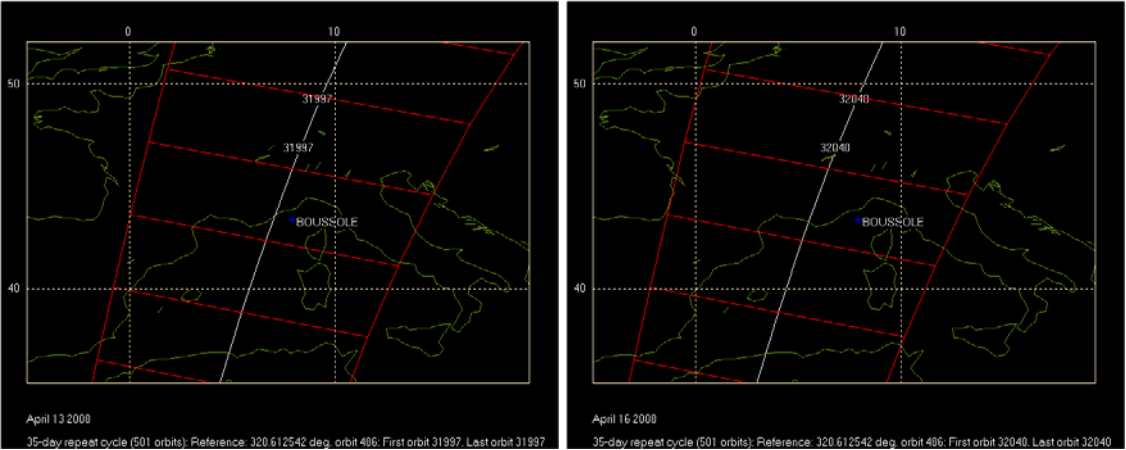 0 10
50
31997
31997
BOUSSOLE
40
April 13 2008
35-day repeat cycle (501 orbits): Reference: 320.612542 deg. orbit 486: First orbit 31997. Last orbit 31997
0 10
50
32040
32040
BOUSSOLE
40
April 16 2008
35-day repeat cycle (501 orbits): Reference: 320.612542 deg. orbit 486: First orbit 32040. Last orbit 32040